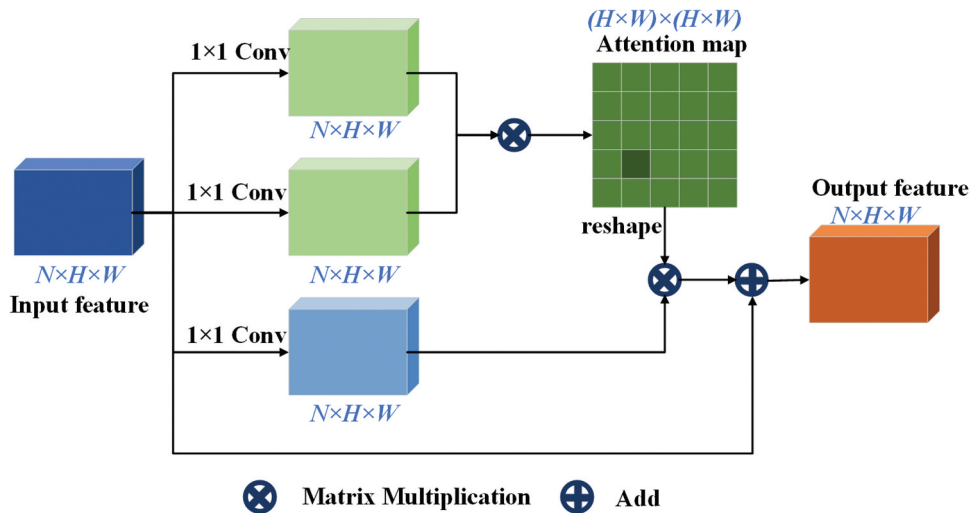 (H×W)×(H×W)
Attention map
1×1 Conv
N×H×W
1×1 Conv
N×H×W
Input feature
N×H×W
reshape
Output feature
N×H×W
1×1 Conv
N×H×W
Matrix Multiplication
Add